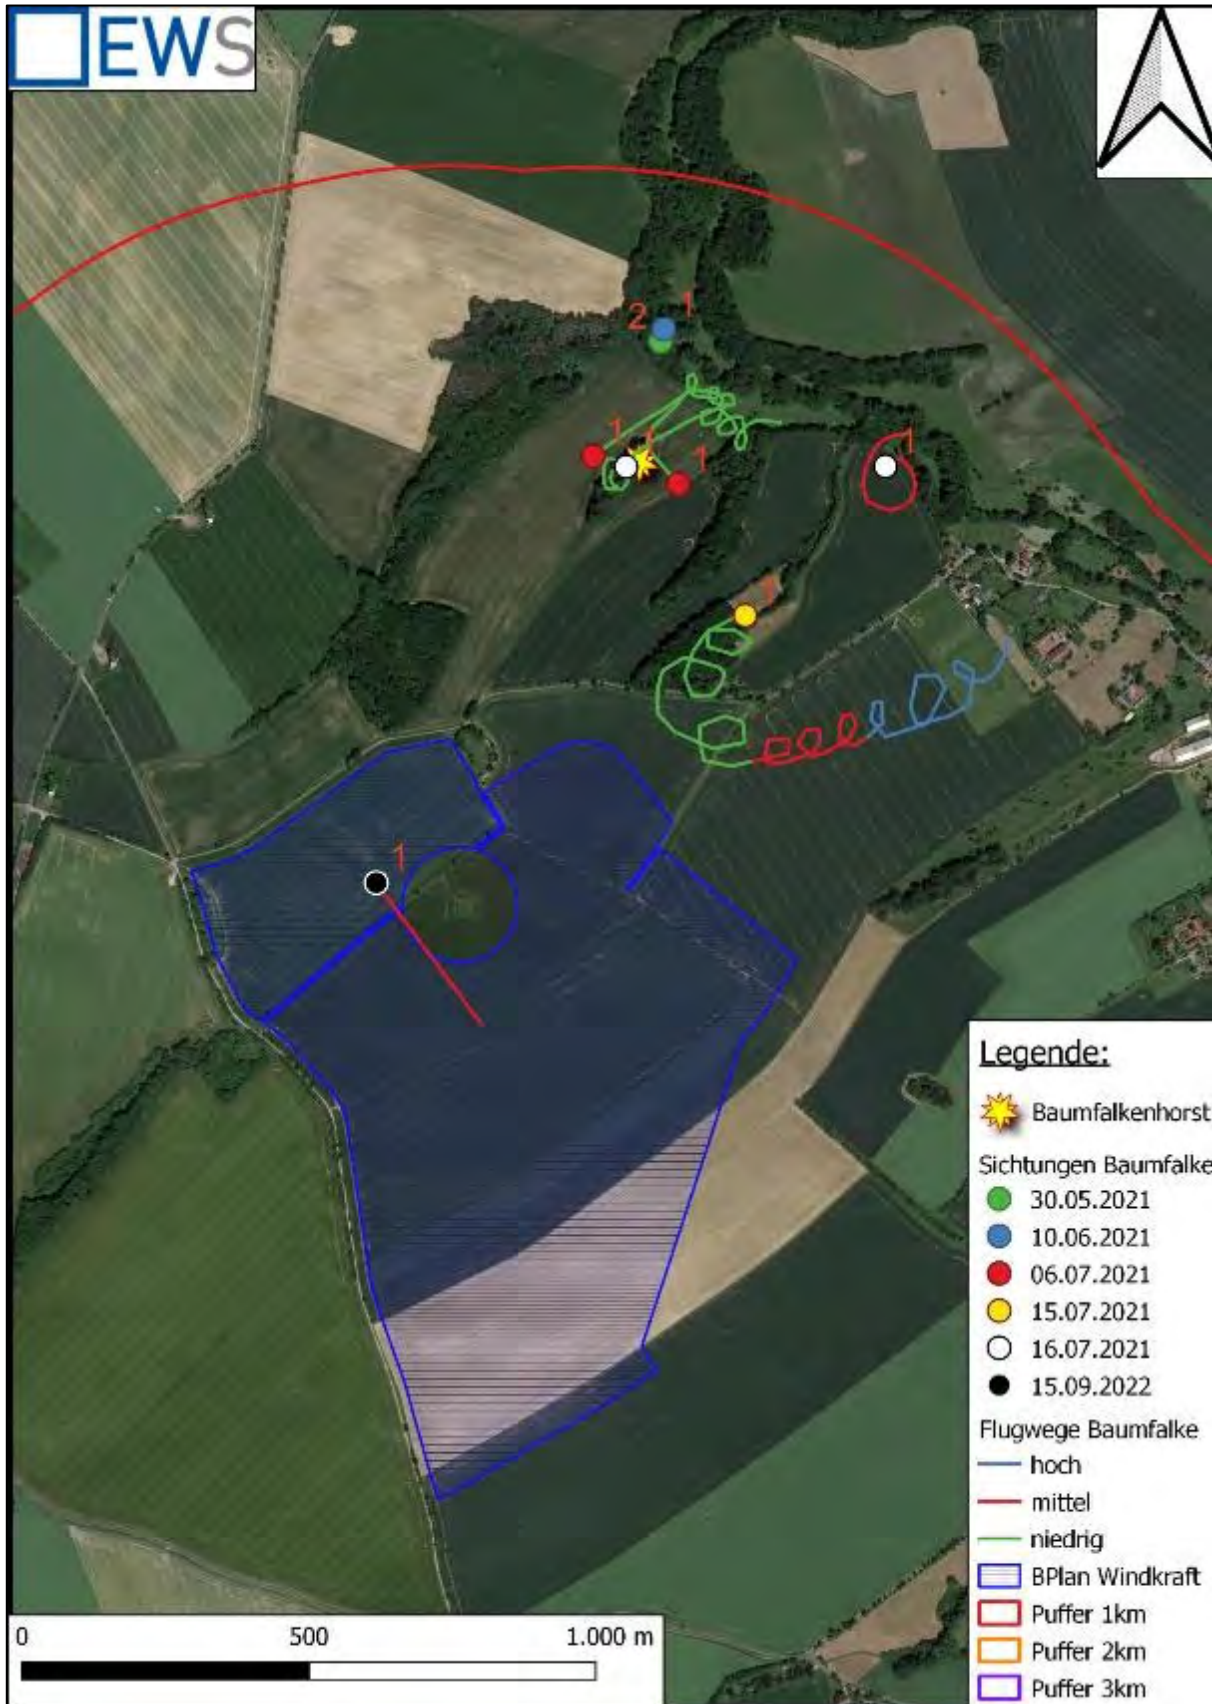 EWS
1
2
1
1
1
1
1
1
Legende:
Baumfalkenhorst
Sichtungen Baumfalke
30.05.2021
10.06.2021
06.07.2021
15.07.2021
16.07.2021
15.09.2022
Flugwege Baumfalke
hoch
mittel
niedrig
BPlan Windkraft
Puffer 1km
Puffer 2km
Puffer 3km
0 500 1.000 m